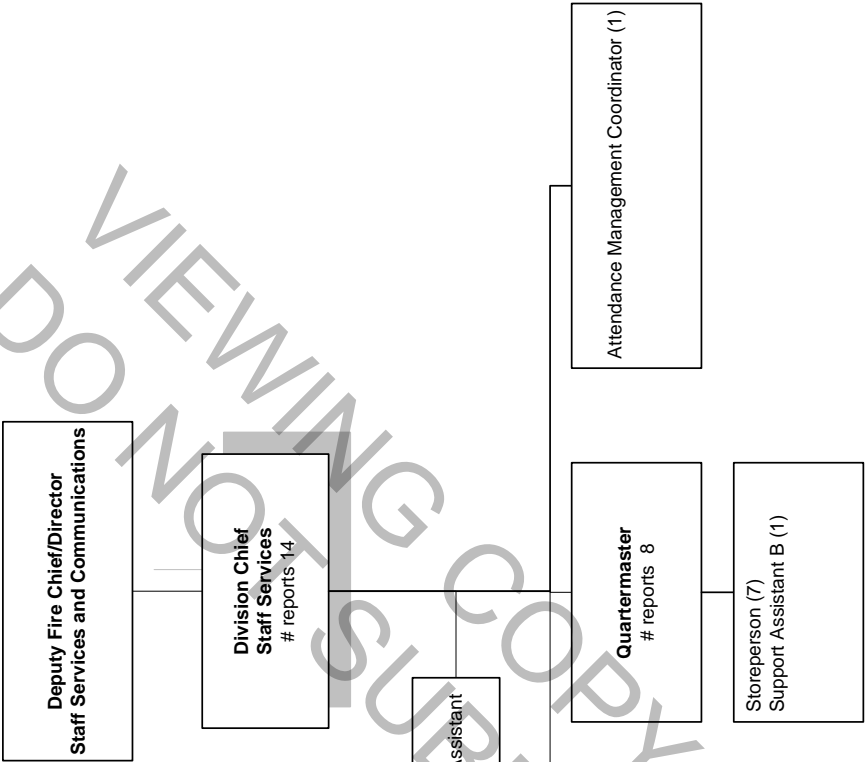 Deputy Fire Chief/Director
Staff Services and Communications
Division Chief
Staff Services
# reports 14
Attendance Management Coordinator (1)
Quartermaster
# reports 8
Storeperson (7)
Support Assistant B (1)
VIEWING COPY
DO NOT